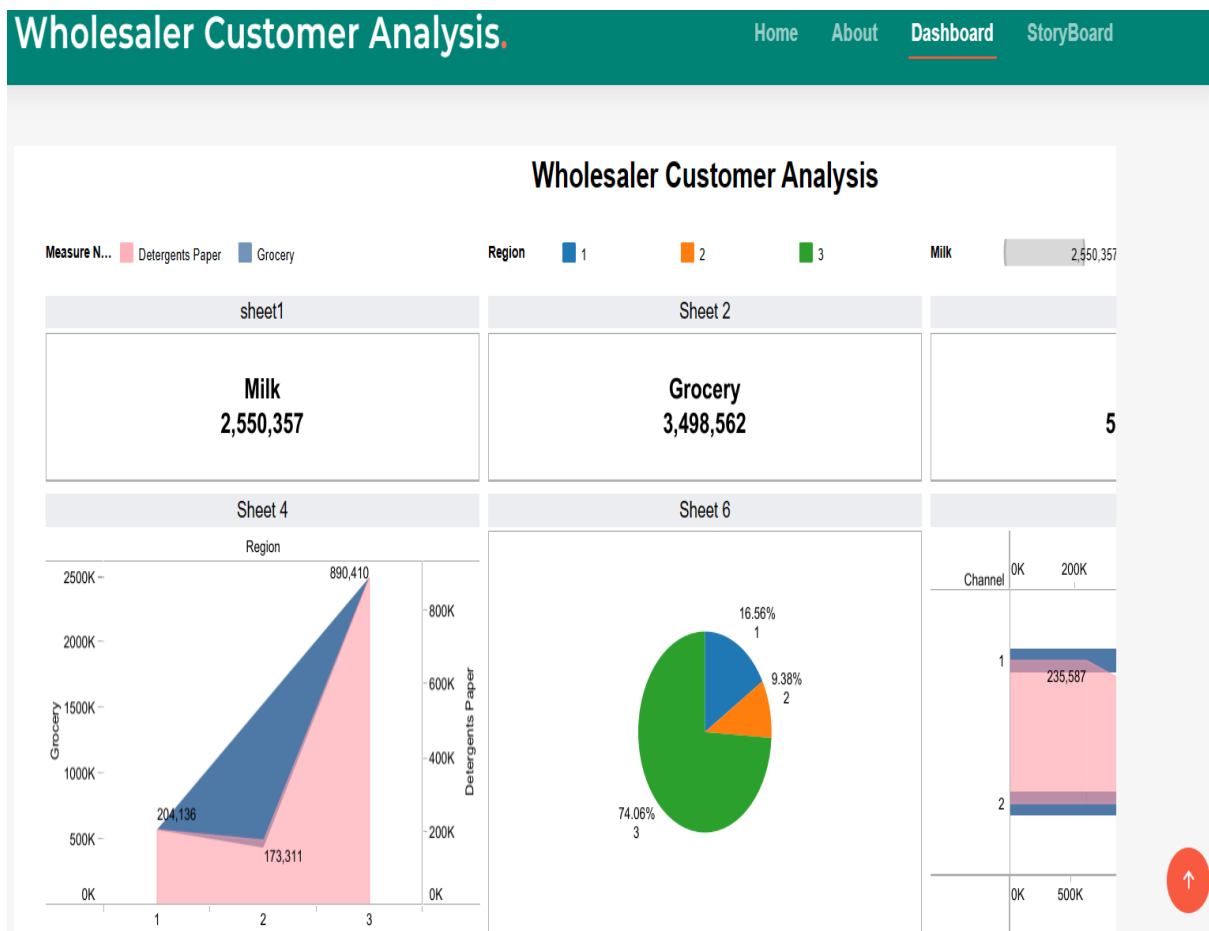 Wholesaler Customer Analysis.
Home About Dashboard StoryBoard
Wholesaler Customer Analysis
Measure N... Detergents Paper Grocery
Region 1 2 3
Milk 2,550,357
sheet1
Sheet 2
Milk
2,550,357
Grocery
3,498,562
5
Sheet 4
Sheet 6
Region
2500K
2000K
1500K
1000K
500K
0K
Grocery
890,410
204,136
173,311
800K
600K
400K
200K
0K
Detergents Paper
1 2 3
16.56%
1
9.38%
2
74.06%
3
Channel
0K 200K
1
235,587
2
0K 500K